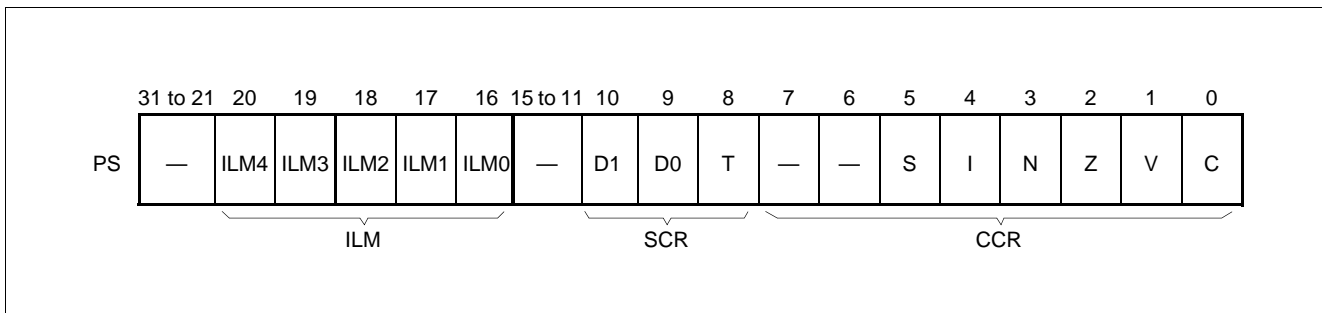 31 to 21 20 19 18 17 16 15 to 11 10 9 8 7 6 5 4 3 2 1 0
PS — ILM4 ILM3 ILM2 ILM1 ILM0 — D1 D0 T — — S I N Z V C
ILM SCR CCR